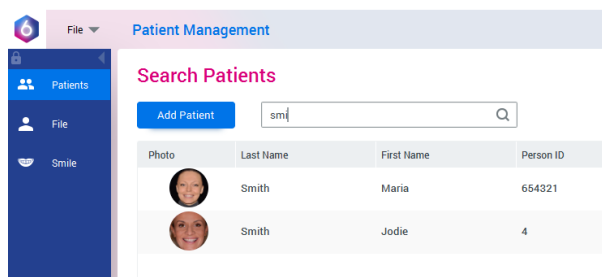 6 File Patient Management
Search Patients
Patients
Add Patient smi
File
Photo Last Name First Name Person ID
Smile
Smith Maria 654321
Smith Jodie 4